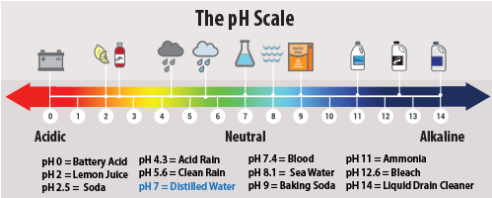 The pH Scale
0 1 2 3 4 5 6 7 8 9 10 11 12 13 14
Acidic Neutral Alkaline
pH 0 = Battery Acid
pH 2 = Lemon Juice
pH 2.5 = Soda
pH 4.3 = Acid Rain
pH 5.6 = Clean Rain
pH 7 = Distilled Water
pH 7.4 = Blood
pH 8.1 = Sea Water
pH 9 = Baking Soda
pH 11 = Ammonia
pH 12.6 = Bleach
pH 14 = Liquid Drain Cleaner